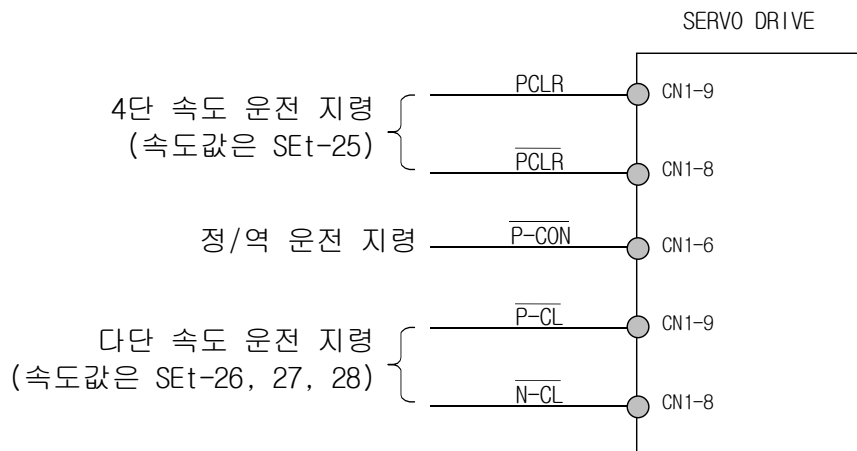 SERVO DRIVE
PCLR CN1-9
4단 속도 운전 지령
(속도값은 SEt-25)
PCLR CN1-8
정/역 운전 지령 P-CON CN1-6
P-CL CN1-9
다단 속도 운전 지령
(속도값은 SEt-26, 27, 28)
N-CL CN1-8